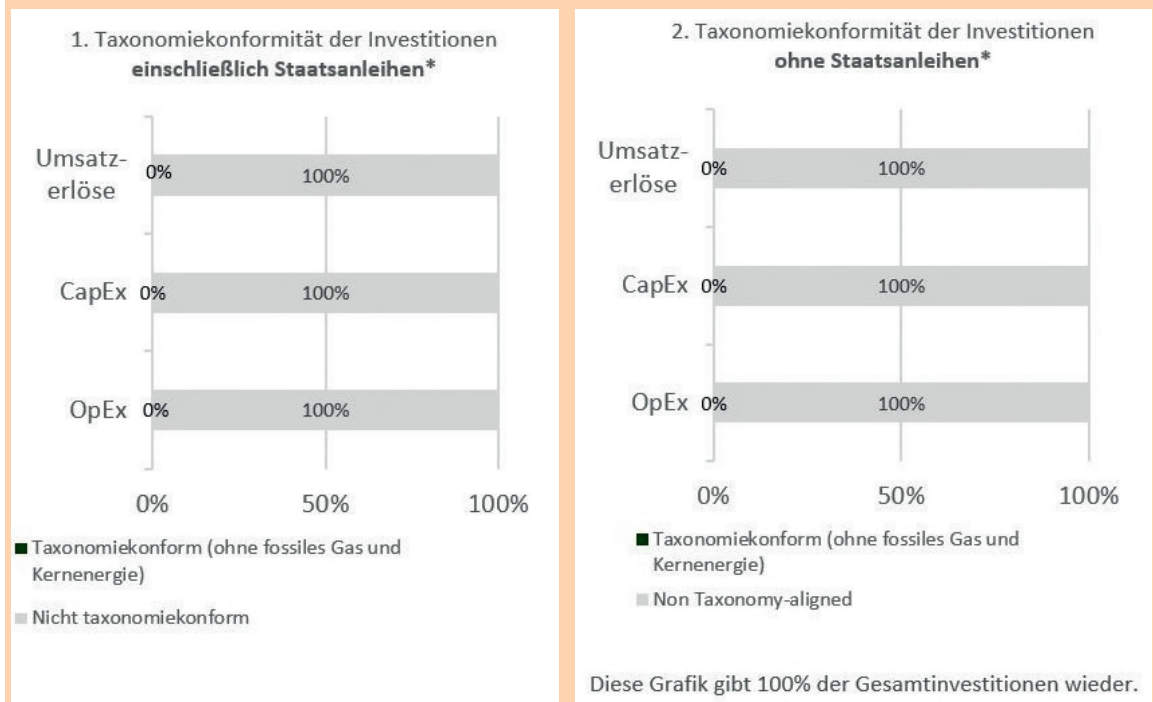 1. Taxonomiekonformität der Investitionen
einschließlich Staatsanleihen*
Umsatz-
erlöse
0%
100%
CapEx
0%
100%
OpEx
0%
100%
0%
50%
100%
Taxonomiekonform (ohne fossiles Gas und
Kernenergie)
Nicht taxonomiekonform
2. Taxonomiekonformität der Investitionen
ohne Staatsanleihen*
Umsatz-
erlöse
0%
100%
CapEx
0%
100%
OpEx
0%
100%
0%
50%
100%
Taxonomiekonform (ohne fossiles Gas und
Kernenergie)
Non Taxonomy-aligned
Diese Grafik gibt 100% der Gesamtinvestitionen wieder.